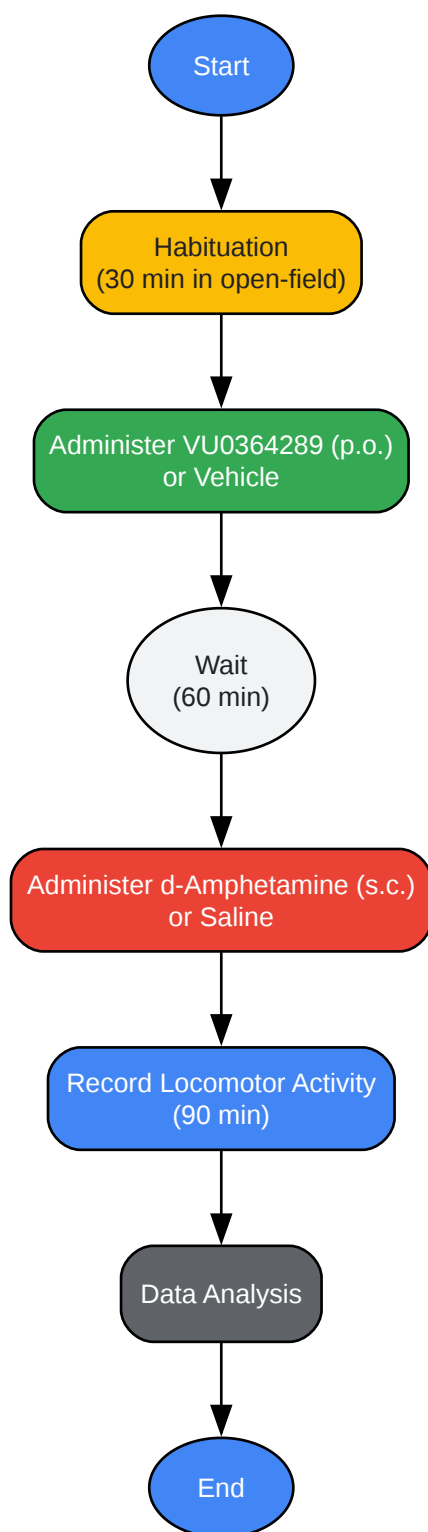 Start
Habituation
(30 min in open-field)
Administer VU0364289 (p.o.)
or Vehicle
Wait
(60 min)
Administer d-Amphetamine (s.c.)
or Saline
Record Locomotor Activity
(90 min)
Data Analysis
End